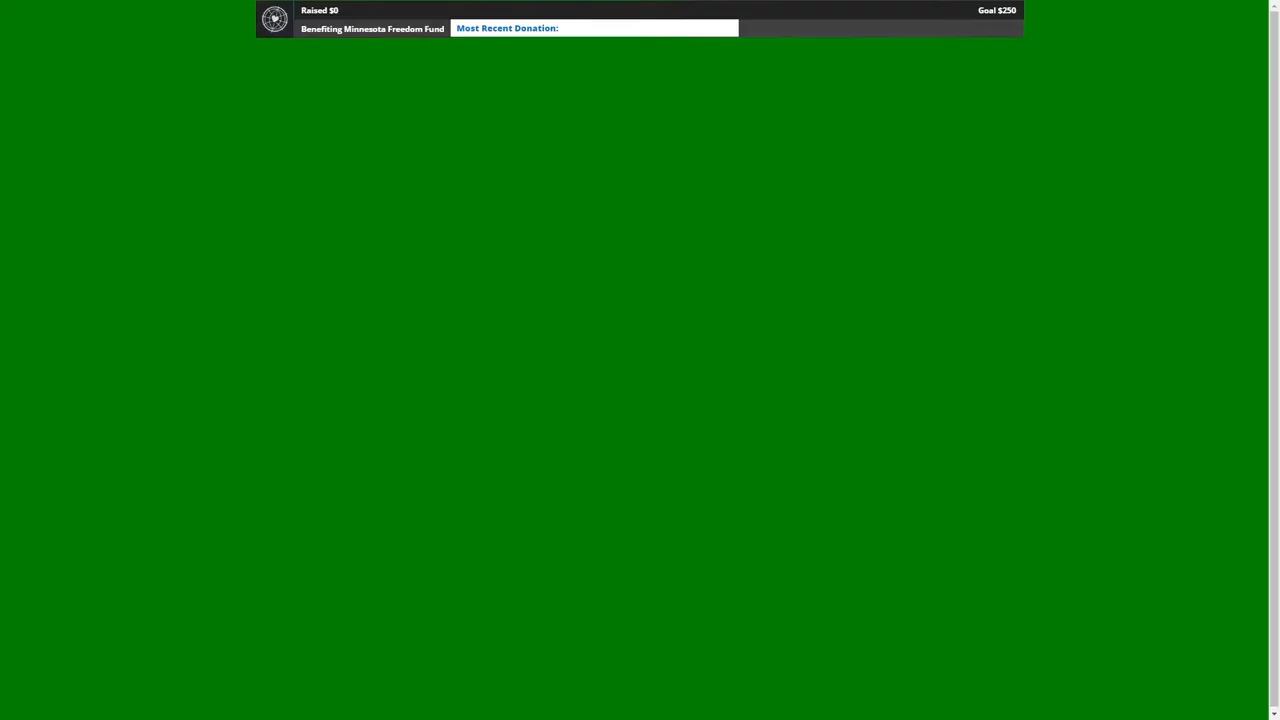 Raised $0
Goal $250
Benefiting Minnesota Freedom Fund
Most Recent Donation: